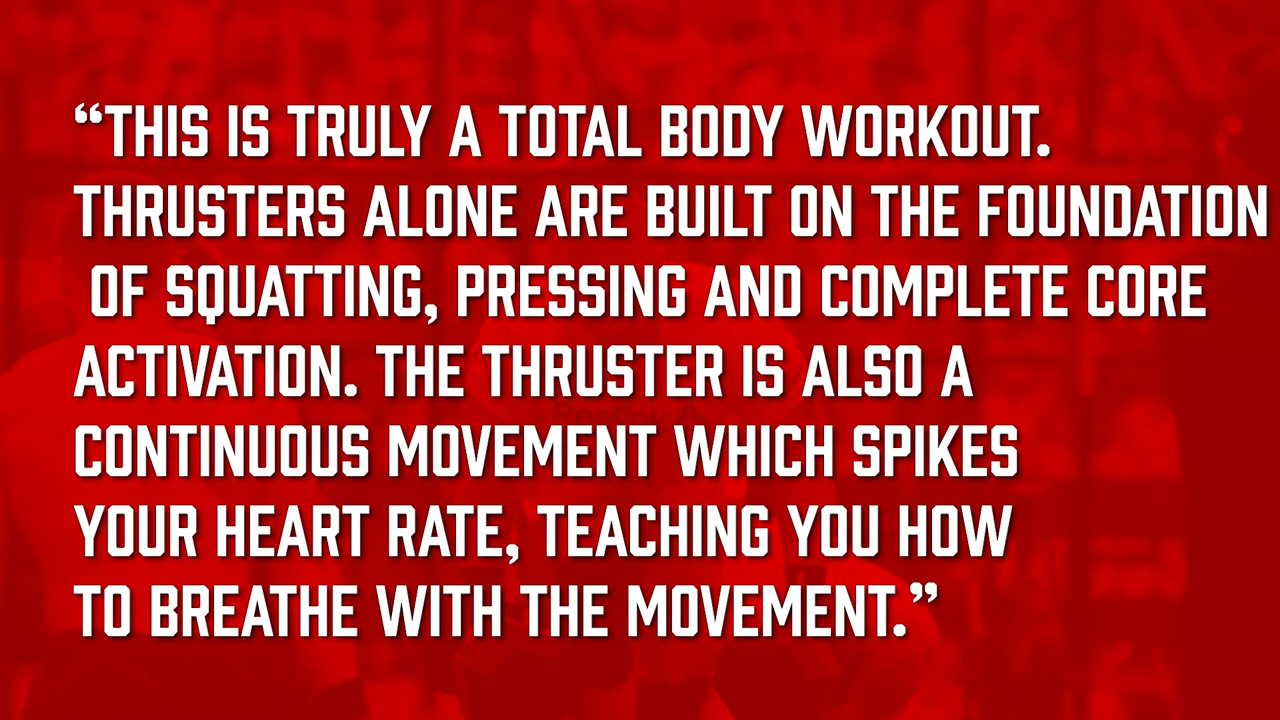 “THIS IS TRULY A TOTAL BODY WORKOUT.
THRUSTERS ALONE ARE BUILT ON THE FOUNDATION
OF SQUATTING, PRESSING AND COMPLETE CORE
ACTIVATION. THE THRUSTER IS ALSO A
CONTINUOUS MOVEMENT WHICH SPIKES
YOUR HEART RATE, TEACHING YOU HOW
TO BREATHE WITH THE MOVEMENT.”